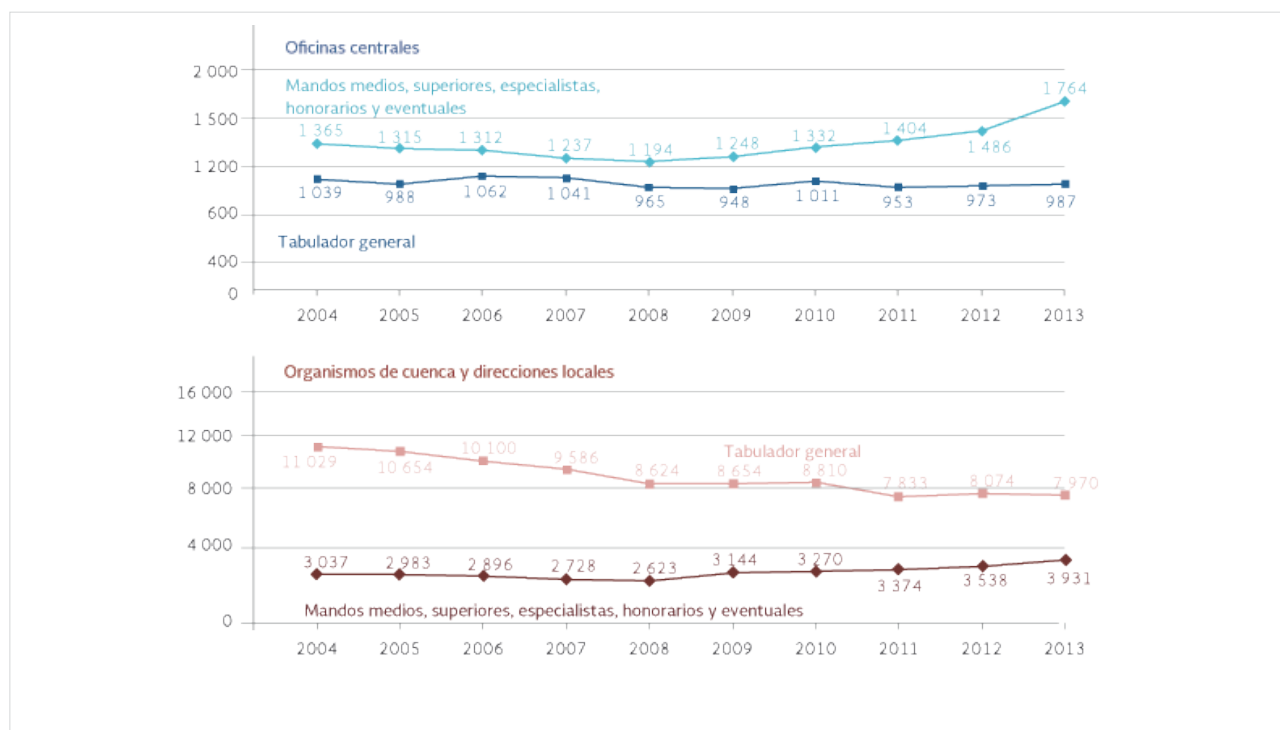 Oficinas centrales
2 000
Mandos medios, superiores, especialistas,
honorarios y eventuales
1 764
1 500
1 365 1 315 1 312 1 237 1 194 1 248 1 332 1 404 1 486
1 200
1 039 988 1 062 1 041 965 948 1 011 953 973 987
600
Tabulador general
400
0
2004 2005 2006 2007 2008 2009 2010 2011 2012 2013
Organismos de cuenca y direcciones locales
16 000
12 000
Tabulador general
11 029 10 654 10 100 9 586 8 624 8 654 8 810 7 833 8 074 7 970
8 000
4 000
3 037 2 983 2 896 2 728 2 623 3 144 3 270 3 374 3 538 3 931
Mandos medios, superiores, especialistas, honorarios y eventuales
0
2004 2005 2006 2007 2008 2009 2010 2011 2012 2013